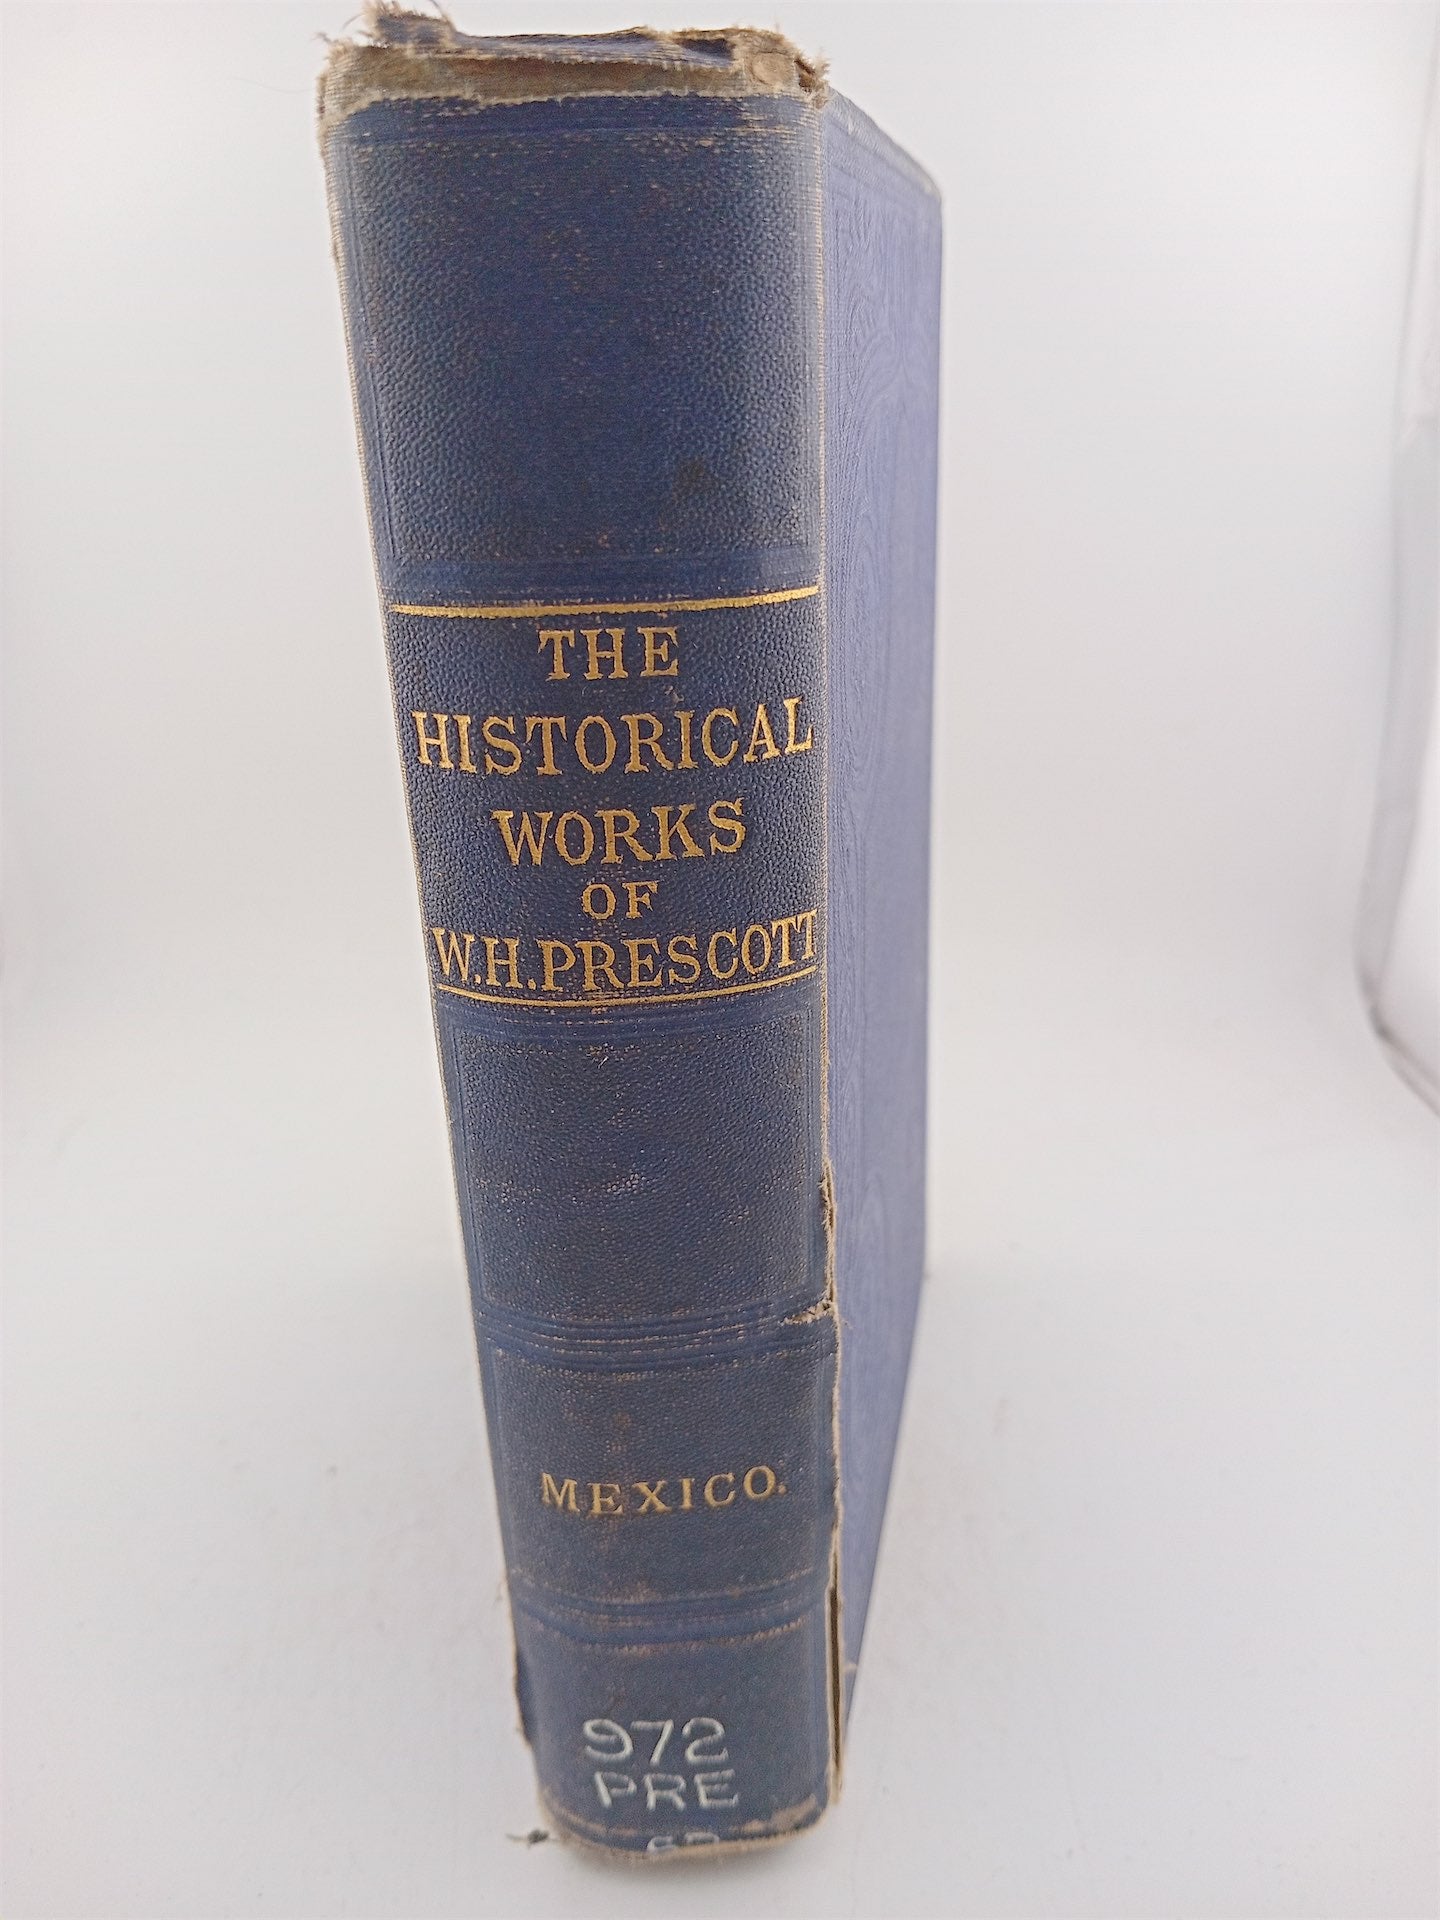 THE
HISTORICAL
WORKS
OF
W.H.PRESCOTT
MEXICO.
972
PRE